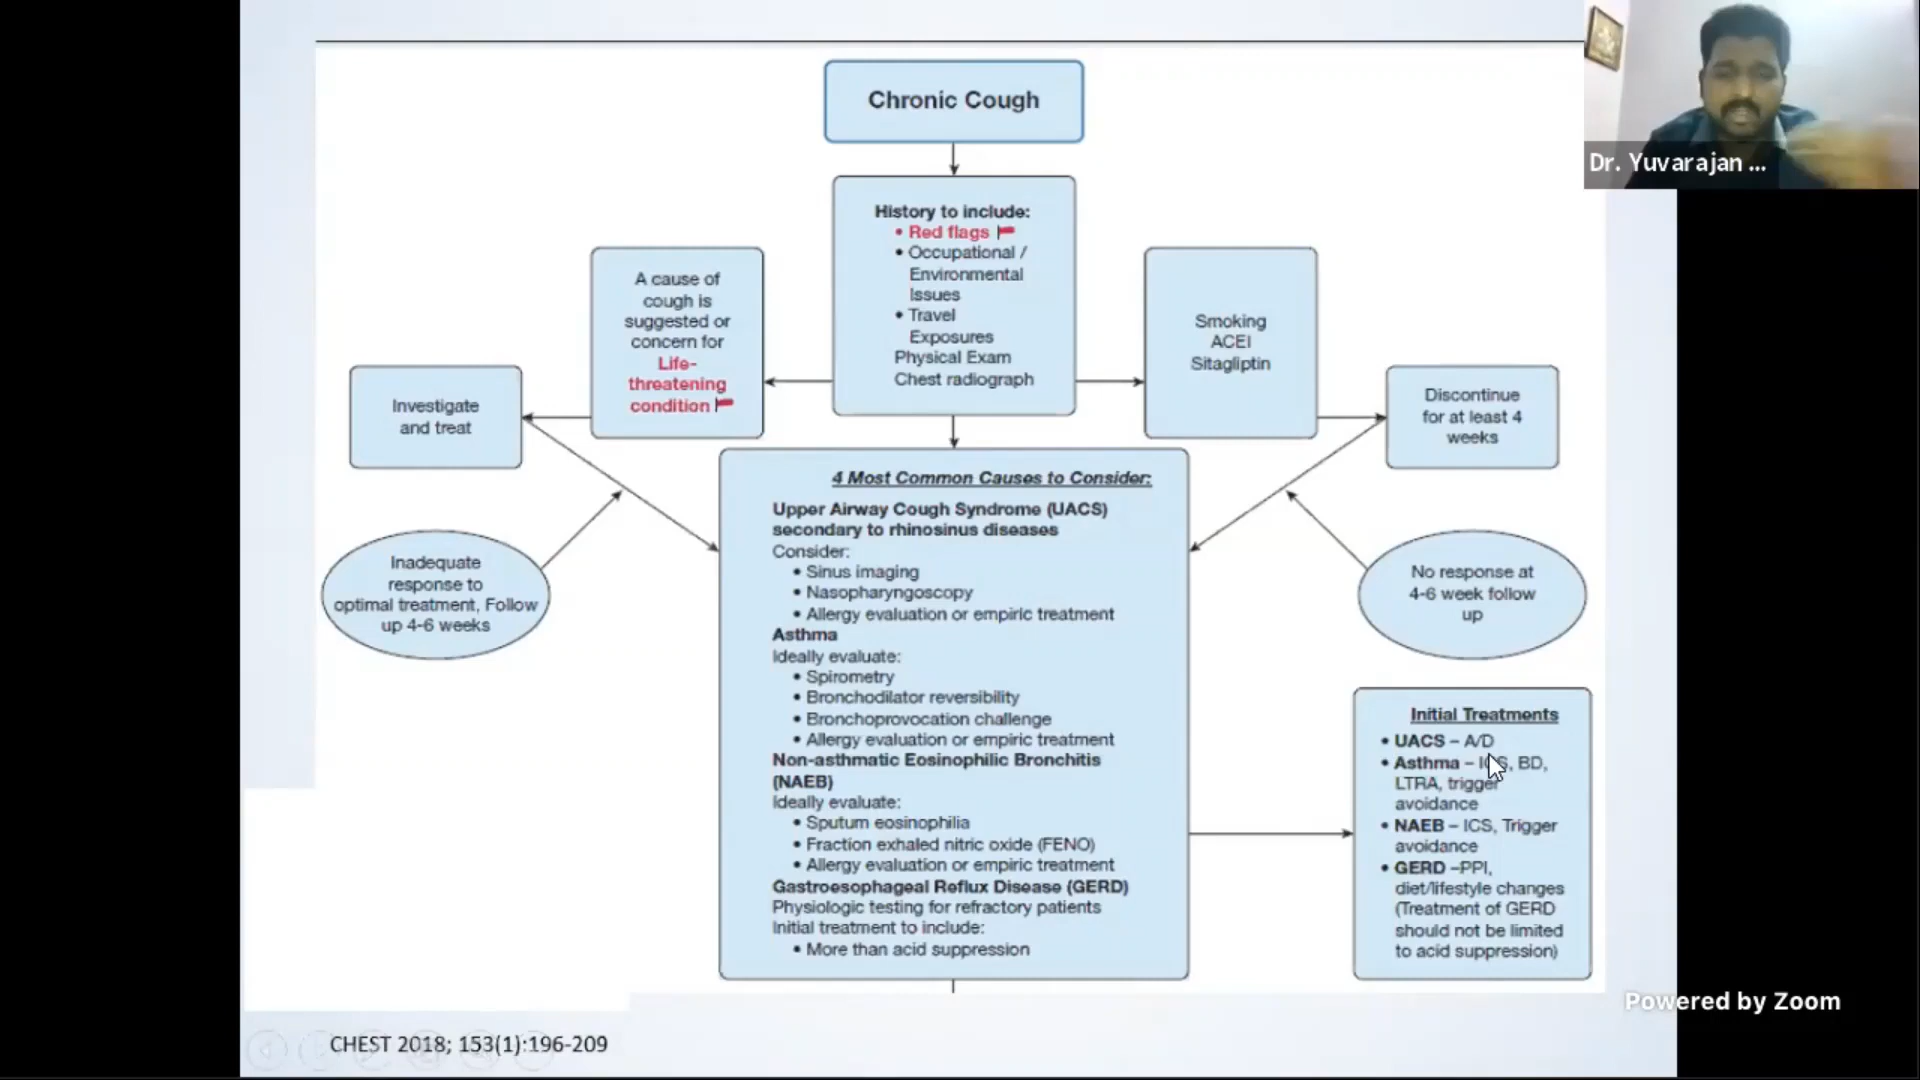 Chronic Cough
History to include:
• Red flags
• Occupational /
Environmental
Issues
• Travel
Exposures
Physical Exam
Chest radiograph
A cause of
cough is
suggested or
concern for
Life-
threatening
condition
Smoking
ACEI
Sitagliptin
Investigate
and treat
Discontinue
for at least 4
weeks
Inadequate
response to
optimal treatment, Follow
up 4-6 weeks
No response at
4-6 week follow
up
4 Most Common Causes to Consider:
Upper Airway Cough Syndrome (UACS)
secondary to rhinosinus diseases
Consider:
• Sinus imaging
• Nasopharyngoscopy
• Allergy evaluation or empiric treatment
Asthma
Ideally evaluate:
• Spirometry
• Bronchodilator reversibility
• Bronchoprovocation challenge
• Allergy evaluation or empiric treatment
Non-asthmatic Eosinophilic Bronchitis
(NAEB)
Ideally evaluate:
• Sputum eosinophilia
• Fraction exhaled nitric oxide (FENO)
• Allergy evaluation or empiric treatment
Gastroesophageal Reflux Disease (GERD)
Physiologic testing for refractory patients
Initial treatment to include:
• More than acid suppression
Initial Treatments
• UACS – A/D
• Asthma – ICS, BD,
LTRA, trigger
avoidance
• NAEB – ICS, Trigger
avoidance
• GERD –PPI,
diet/lifestyle changes
(Treatment of GERD
should not be limited
to acid suppression)
CHEST 2018; 153(1):196-209
Dr. Yuvarajan ...
Powered by Zoom